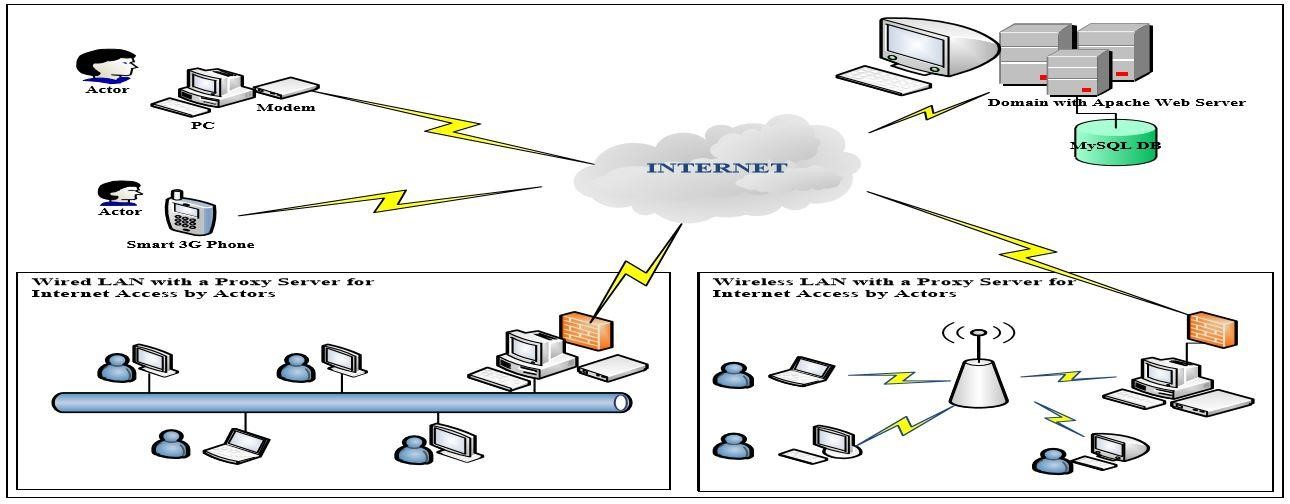 Actor
Modem
PC
Domain with Apache Web Server
MySQL DB
INTERNET
Actor
Smart 3G Phone
Wired LAN with a Proxy Server for
Internet Access by Actors
Wireless LAN with a Proxy Server for
Internet Access by Actors